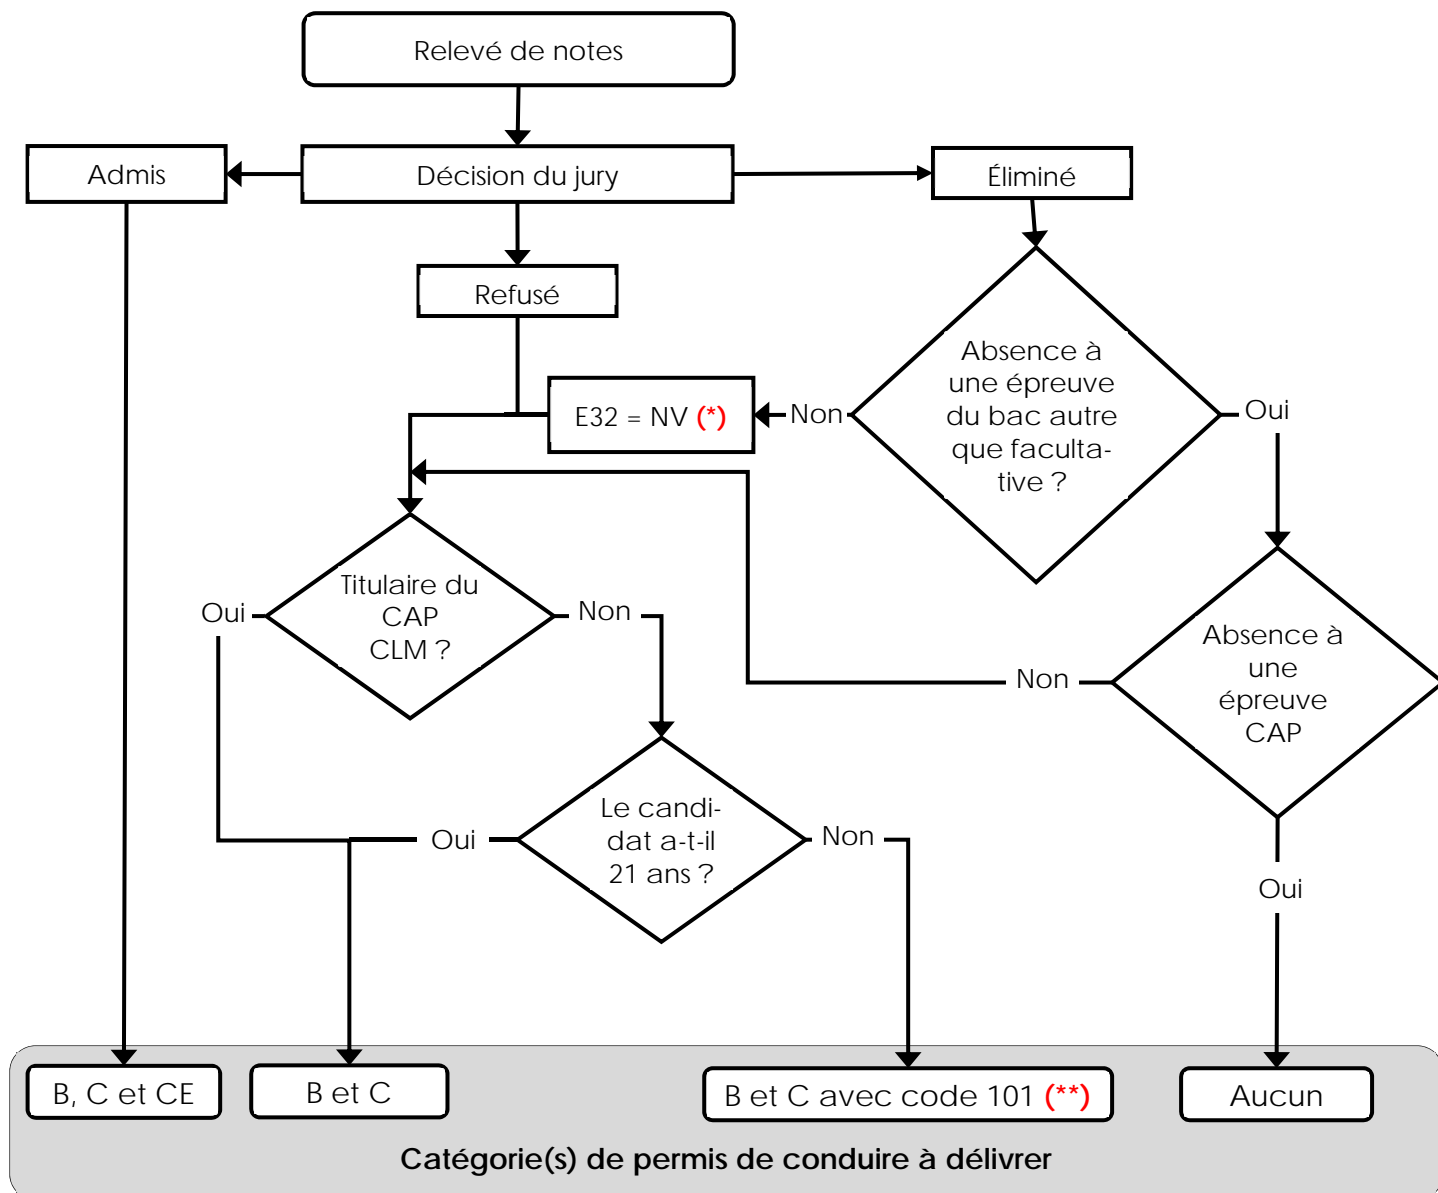 Relevé de notes
Admis
Décision du jury
Éliminé
Refusé
Absence à
une épreuve
du bac autre
que faculta-
tive ?
E32 = NV (*)
Non
Oui
Titulaire du
CAP
CLM ?
Oui
Non
Absence à
une
épreuve
CAP
Non
Le candi-
dat a-t-il
21 ans ?
Oui
Non
Oui
B, C et CE
B et C
B et C avec code 101 (**)
Aucun
Catégorie(s) de permis de conduire à délivrer